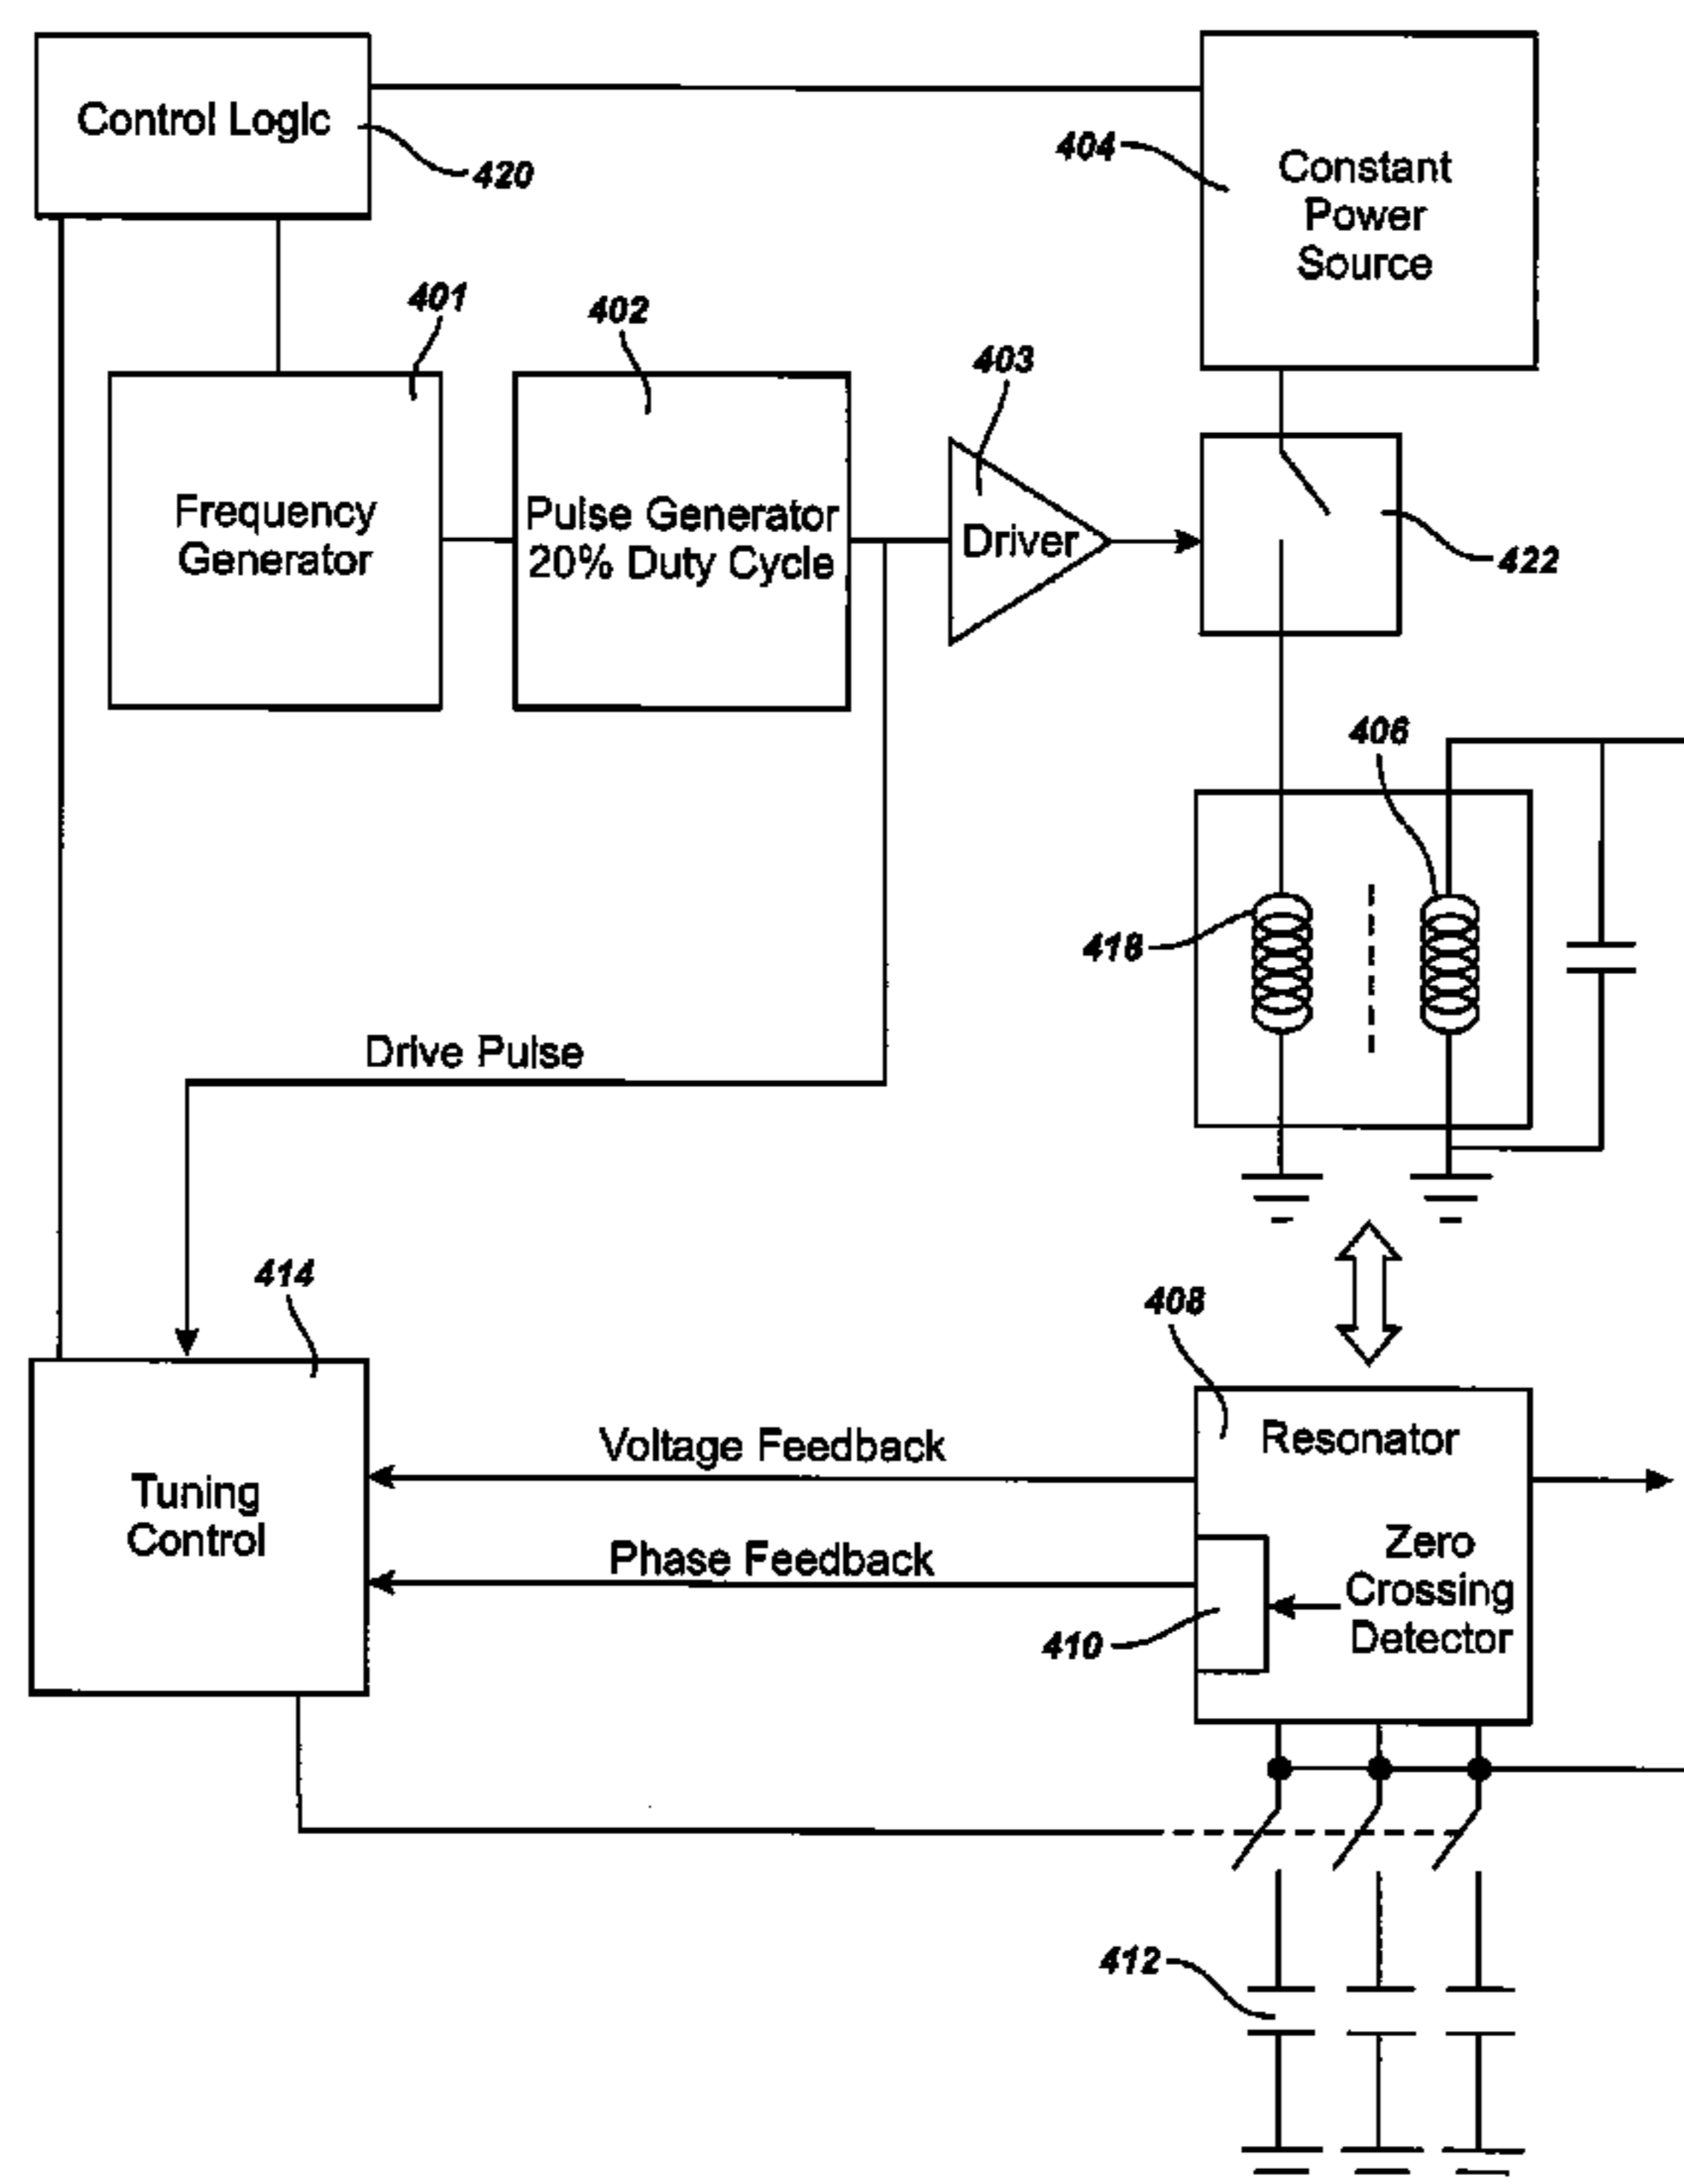 Control Logic
420
404
Constant
Power
Source
401
402
403
Frequency
Generator
Pulse Generator
20% Duty Cycle
Driver
422
406
418
Drive Pulse
414
408
Voltage Feedback
Resonator
Tuning
Control
Phase Feedback
Zero
Crossing
Detector
410
412